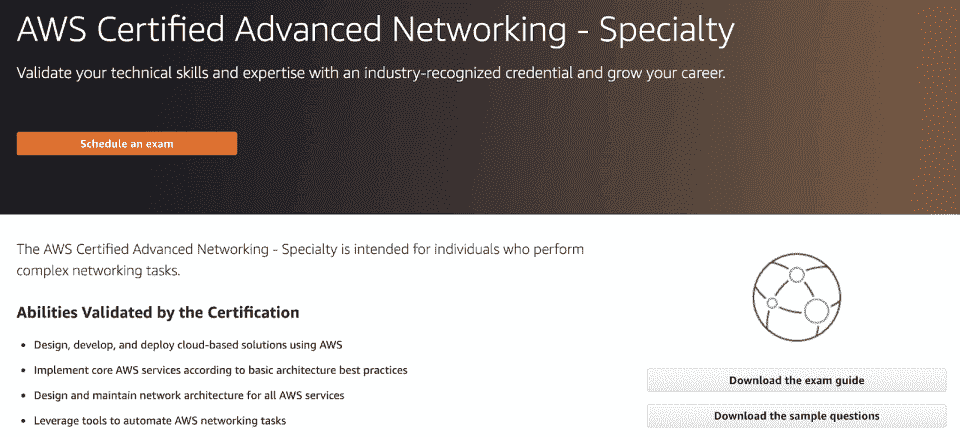 AWS Certified Advanced Networking - Specialty
Validate your technical skills and expertise with an industry-recognized credential and grow your career.
Schedule an exam
The AWS Certified Advanced Networking - Specialty is intended for individuals who perform
complex networking tasks.
Abilities Validated by the Certification
• Design, develop, and deploy cloud-based solutions using AWS
• Implement core AWS services according to basic architecture best practices
• Design and maintain network architecture for all AWS services
• Leverage tools to automate AWS networking tasks
Download the exam guide
Download the sample questions